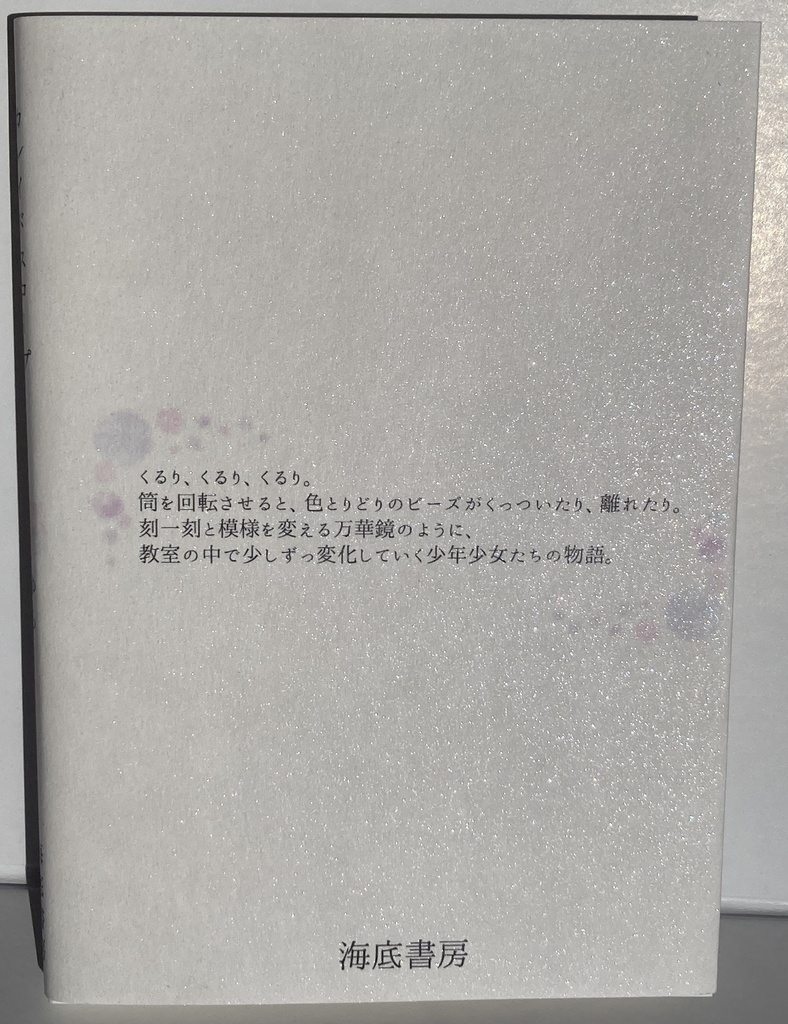 くるり、くるり、くるり。
筒を回転させると、色とりどりのビーズがくっついたり、離れたり。
刻一刻と模様を変える万華鏡のように、
教室の中で少しずつ変化していく少年少女たちの物語。
海底書房